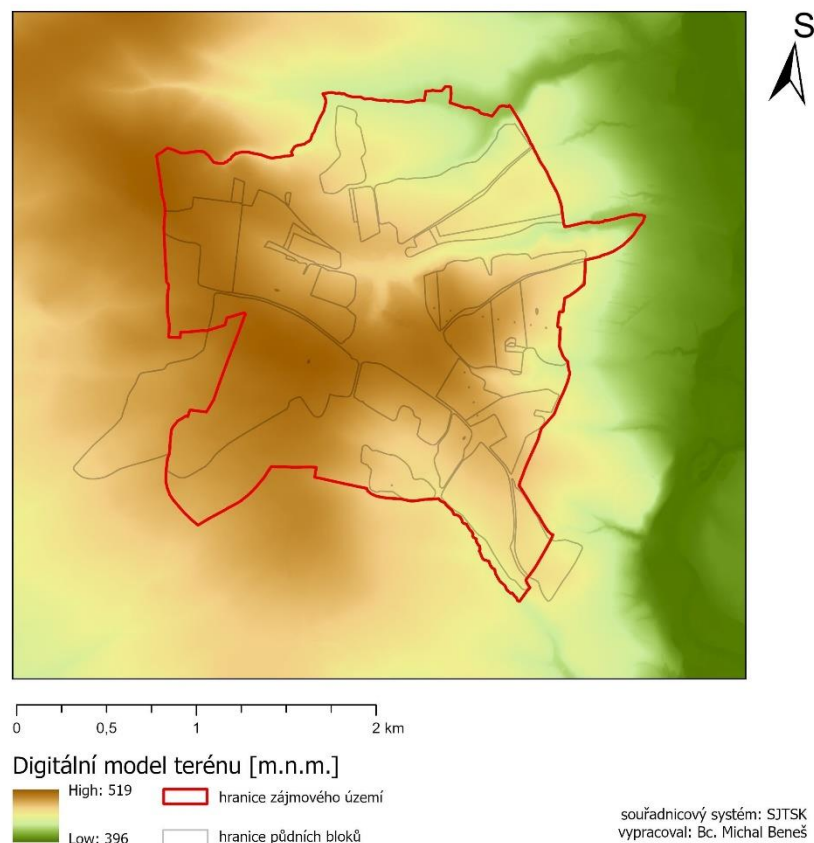 S
0 0,5 1 2 km
Digitální model terénu [m.n.m.]
High: 519
Low: 396
hranice zájmového území
hranice půdních bloků
souřadnicový systém: SJTSK
vypracoval: Bc. Michal Beneš